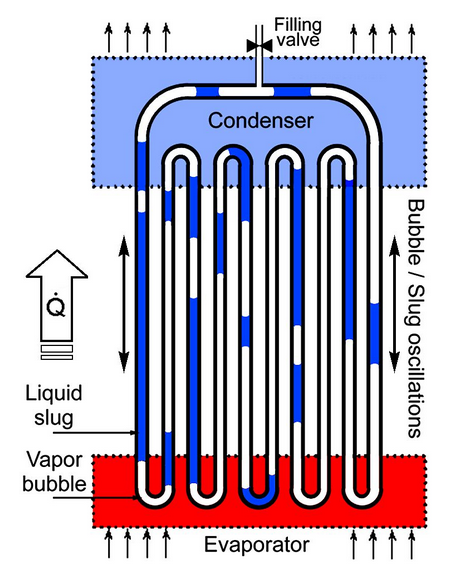 Filling
valve
Condenser
Bubble / Slug oscillations
Q̇
Liquid
slug
Vapor
bubble
Evaporator